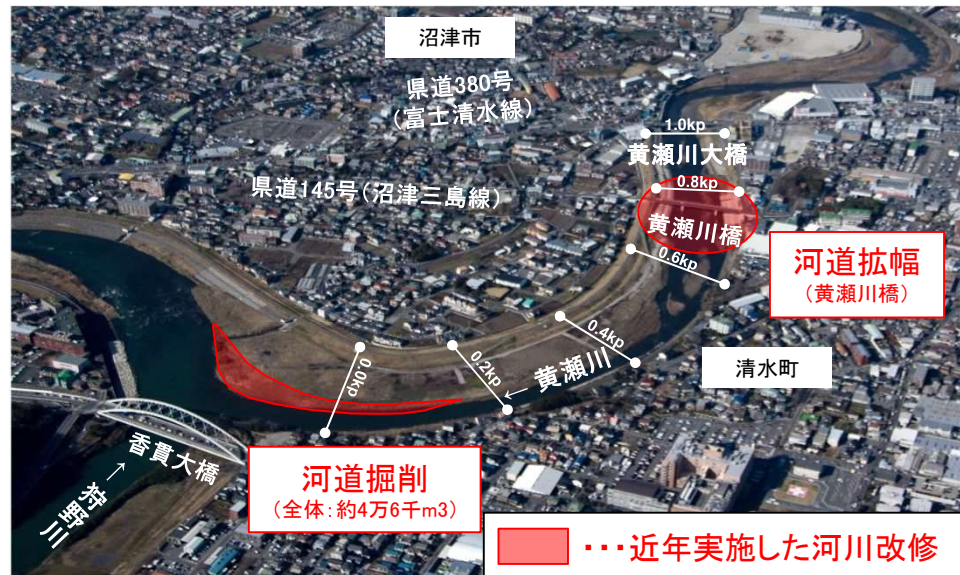 沼津市
県道380号
(富士清水線)
1.0kp
黄瀬川大橋
県道145号(沼津三島線)
0.8kp
黄瀬川橋
河道拡幅
(黄瀬川橋)
0.6kp
0.4kp
清水町
0.2kp
0.0kp
←黄瀬川
香貫大橋
←狩野川
河道掘削
(全体:約4万6千m3)
・・・近年実施した河川改修